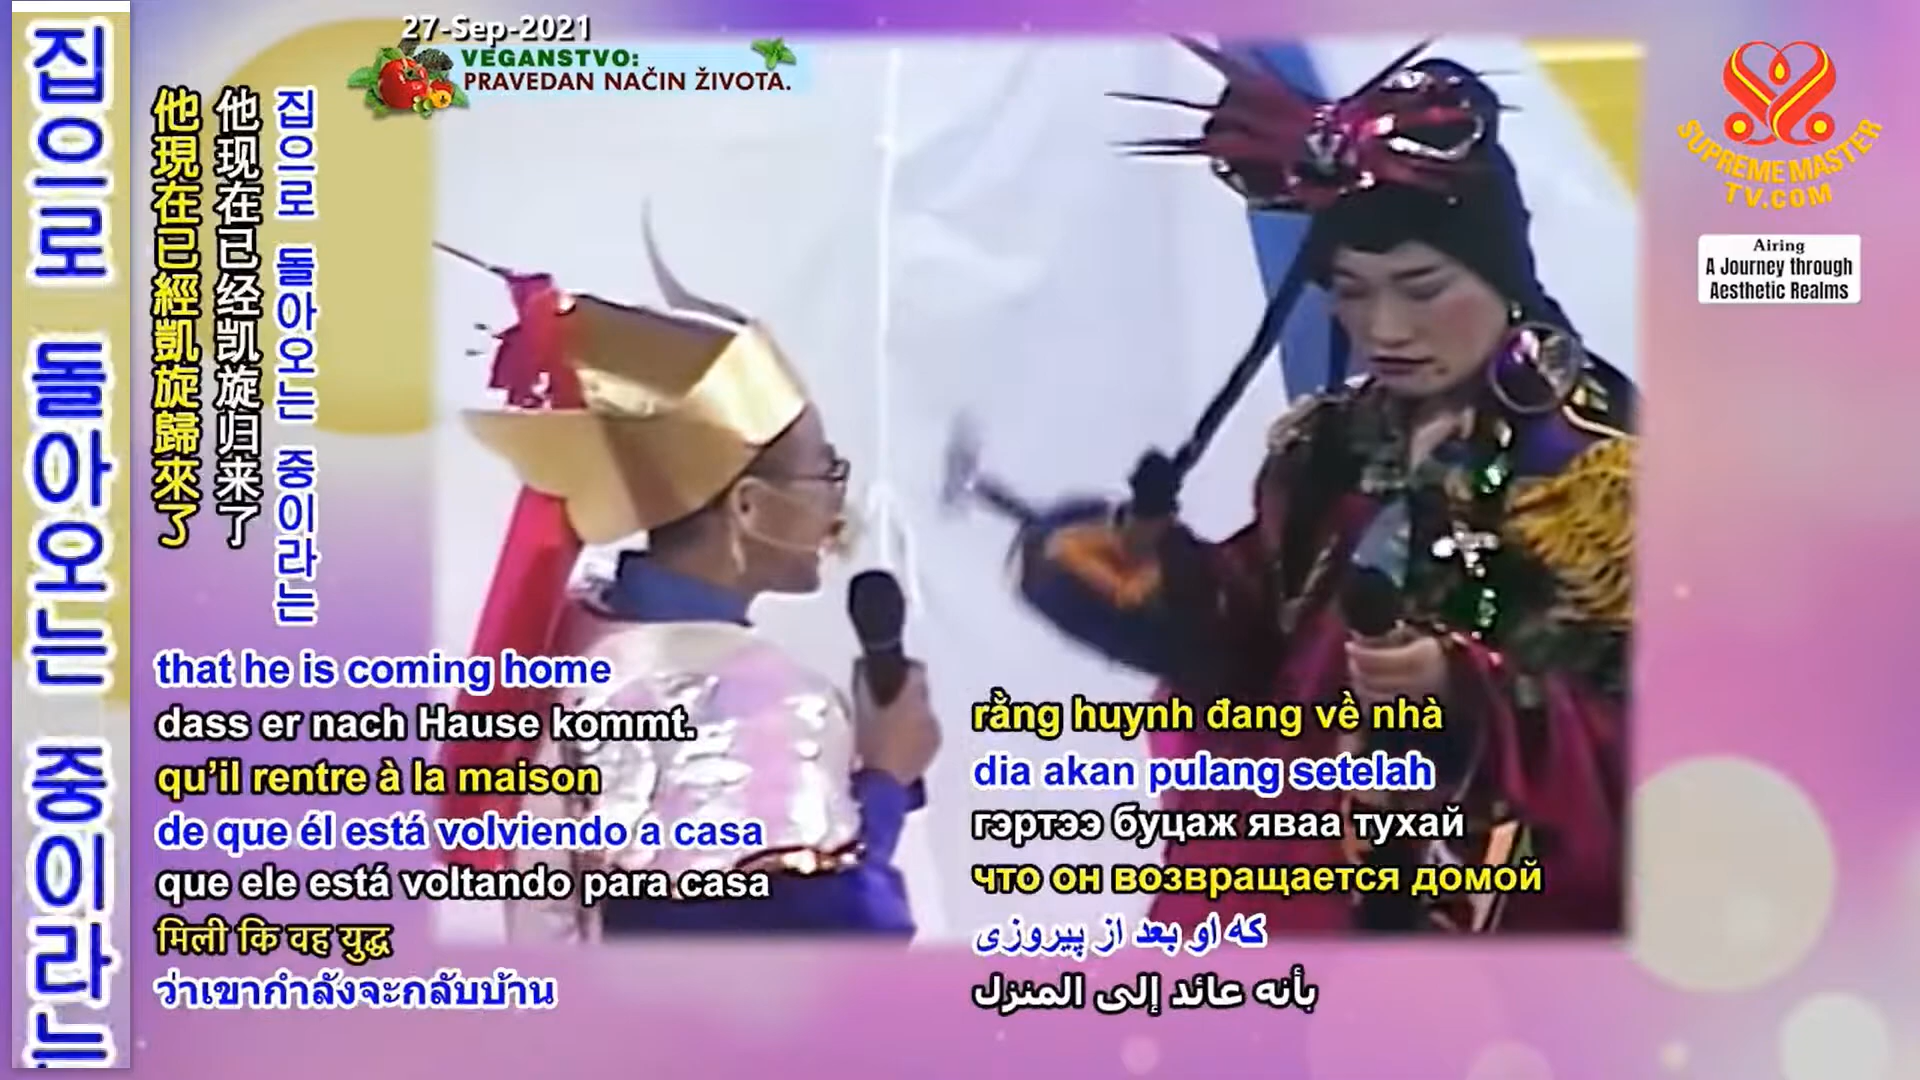 집으로 돌아오는 중이라는
27-Sep-2021
VEGANSTVO:
PRAVEDAN NAČIN ŽIVOTA.
SUPREME MASTER
TV.COM
Airing
A Journey through
Aesthetic Realms
집으로 돌아오는 중이라는
他现在已经凯旋归来了
他現在已經凱旋歸來了
that he is coming home
dass er nach Hause kommt.
qu’il rentre à la maison
de que él está volviendo a casa
que ele está voltando para casa
मिली कि वह युद्ध
ว่าเขากำลังจะกลับบ้าน
rằng huynh đang về nhà
dia akan pulang setelah
гэртээ буцаж яваа тухай
что он возвращается домой
که او بعد از پیروزی
بأنه عائد إلى المنزل